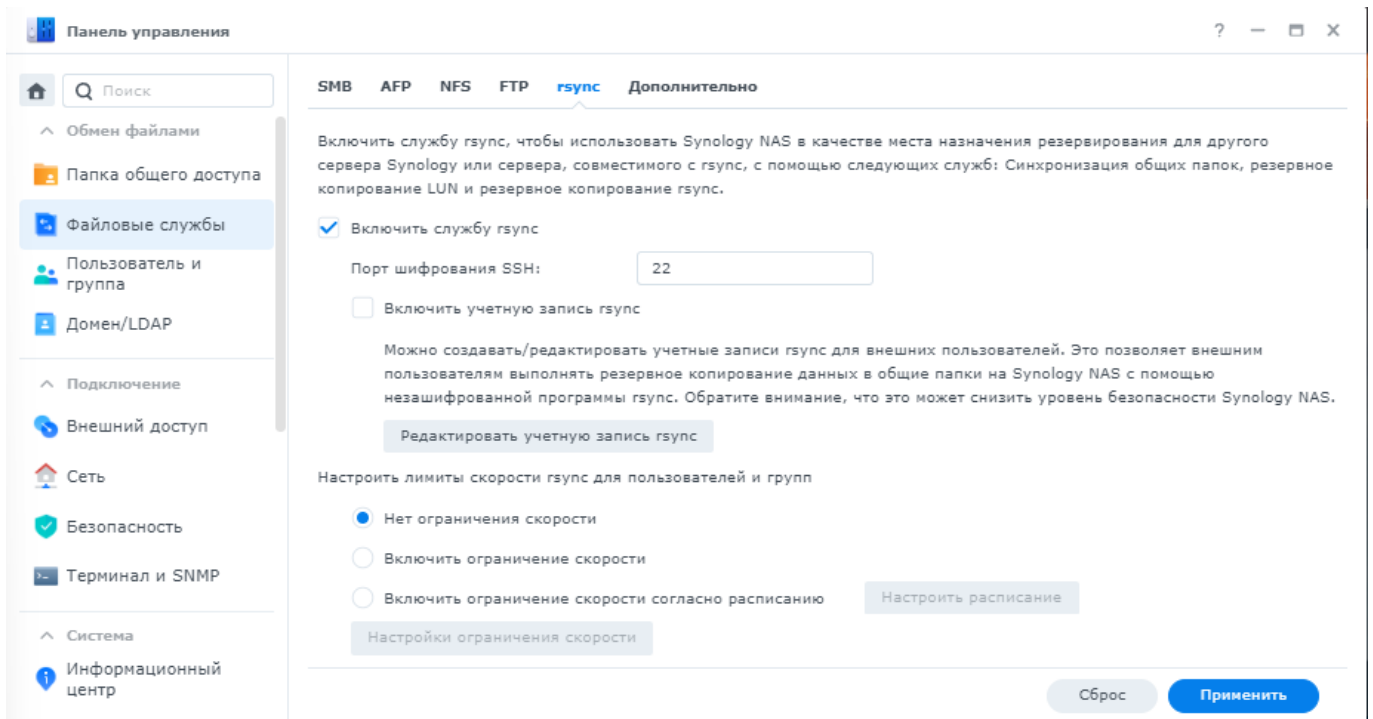 Панель управления
?
Поиск
Обмен файлами
Папка общего доступа
Файловые службы
Пользователь и
группа
Домен/LDAP
Подключение
Внешний доступ
Сеть
Безопасность
Терминал и SNMP
Система
Информационный
центр
SMB AFP NFS FTP rsync Дополнительно
Включить службу rsync, чтобы использовать Synology NAS в качестве места назначения резервирования для другого
сервера Synology или сервера, совместимого с rsync, с помощью следующих служб: Синхронизация общих папок, резервное
копирование LUN и резервное копирование rsync.
Включить службу rsync
Порт шифрования SSH: 22
Включить учетную запись rsync
Можно создавать/редактировать учетные записи rsync для внешних пользователей. Это позволяет внешним
пользователям выполнять резервное копирование данных в общие папки на Synology NAS с помощью
незашифрованной программы rsync. Обратите внимание, что это может снизить уровень безопасности Synology NAS.
Редактировать учетную запись rsync
Настроить лимиты скорости rsync для пользователей и групп
Нет ограничения скорости
Включить ограничение скорости
Включить ограничение скорости согласно расписанию Настроить расписание
Настройки ограничения скорости
Сброс Применить